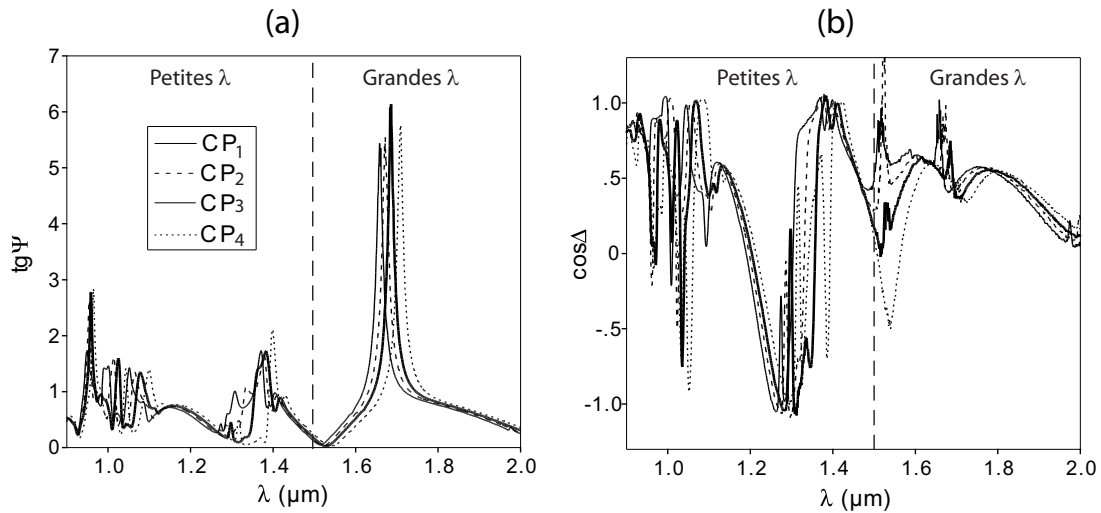 (a)
(b)
7
6
5
4
3
2
1
0
tgΨ
Petites λ
Grandes λ
CP1
CP2
CP3
CP4
1.0
1.2
1.4
1.6
1.8
2.0
λ (µm)
1.0
.5
0
-.5
-1.0
cosΔ
Petites λ
Grandes λ
1.0
1.2
1.4
1.6
1.8
2.0
λ (µm)